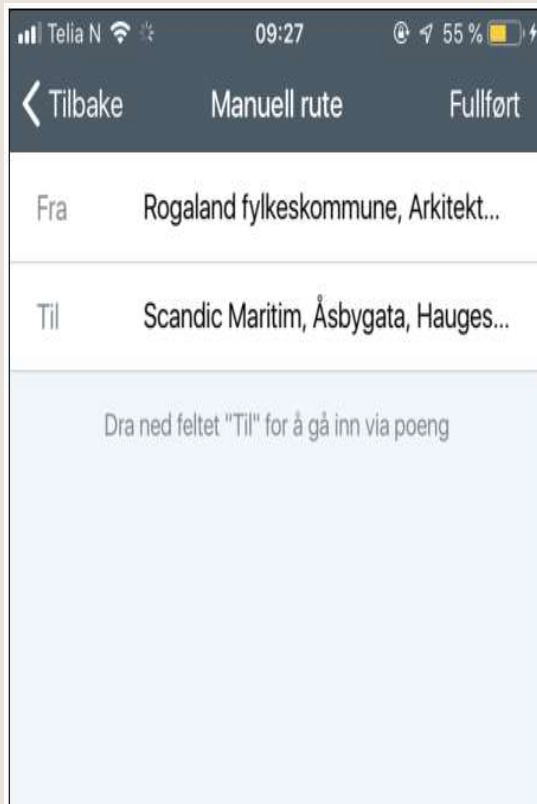 Telia N 09:27 55 %
Tilbake Manuell rute Fullført
Fra Rogaland fylkeskommune, Arkitekt...
Til Scandic Maritim, Åsbygata, Hauges...
Dra ned feltet "Til" for å gå inn via poeng